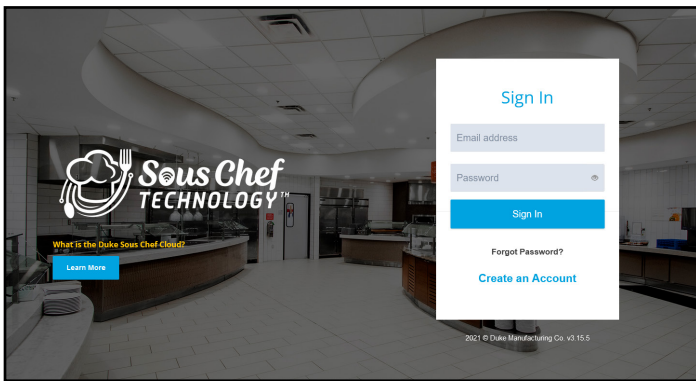 Sous Chef
TECHNOLOGY™
What is the Duke Sous Chef Cloud?
Learn More
Sign In
Email address
Password
Sign In
Forgot Password?
Create an Account
2021 © Duke Manufacturing Co. v3.15.5